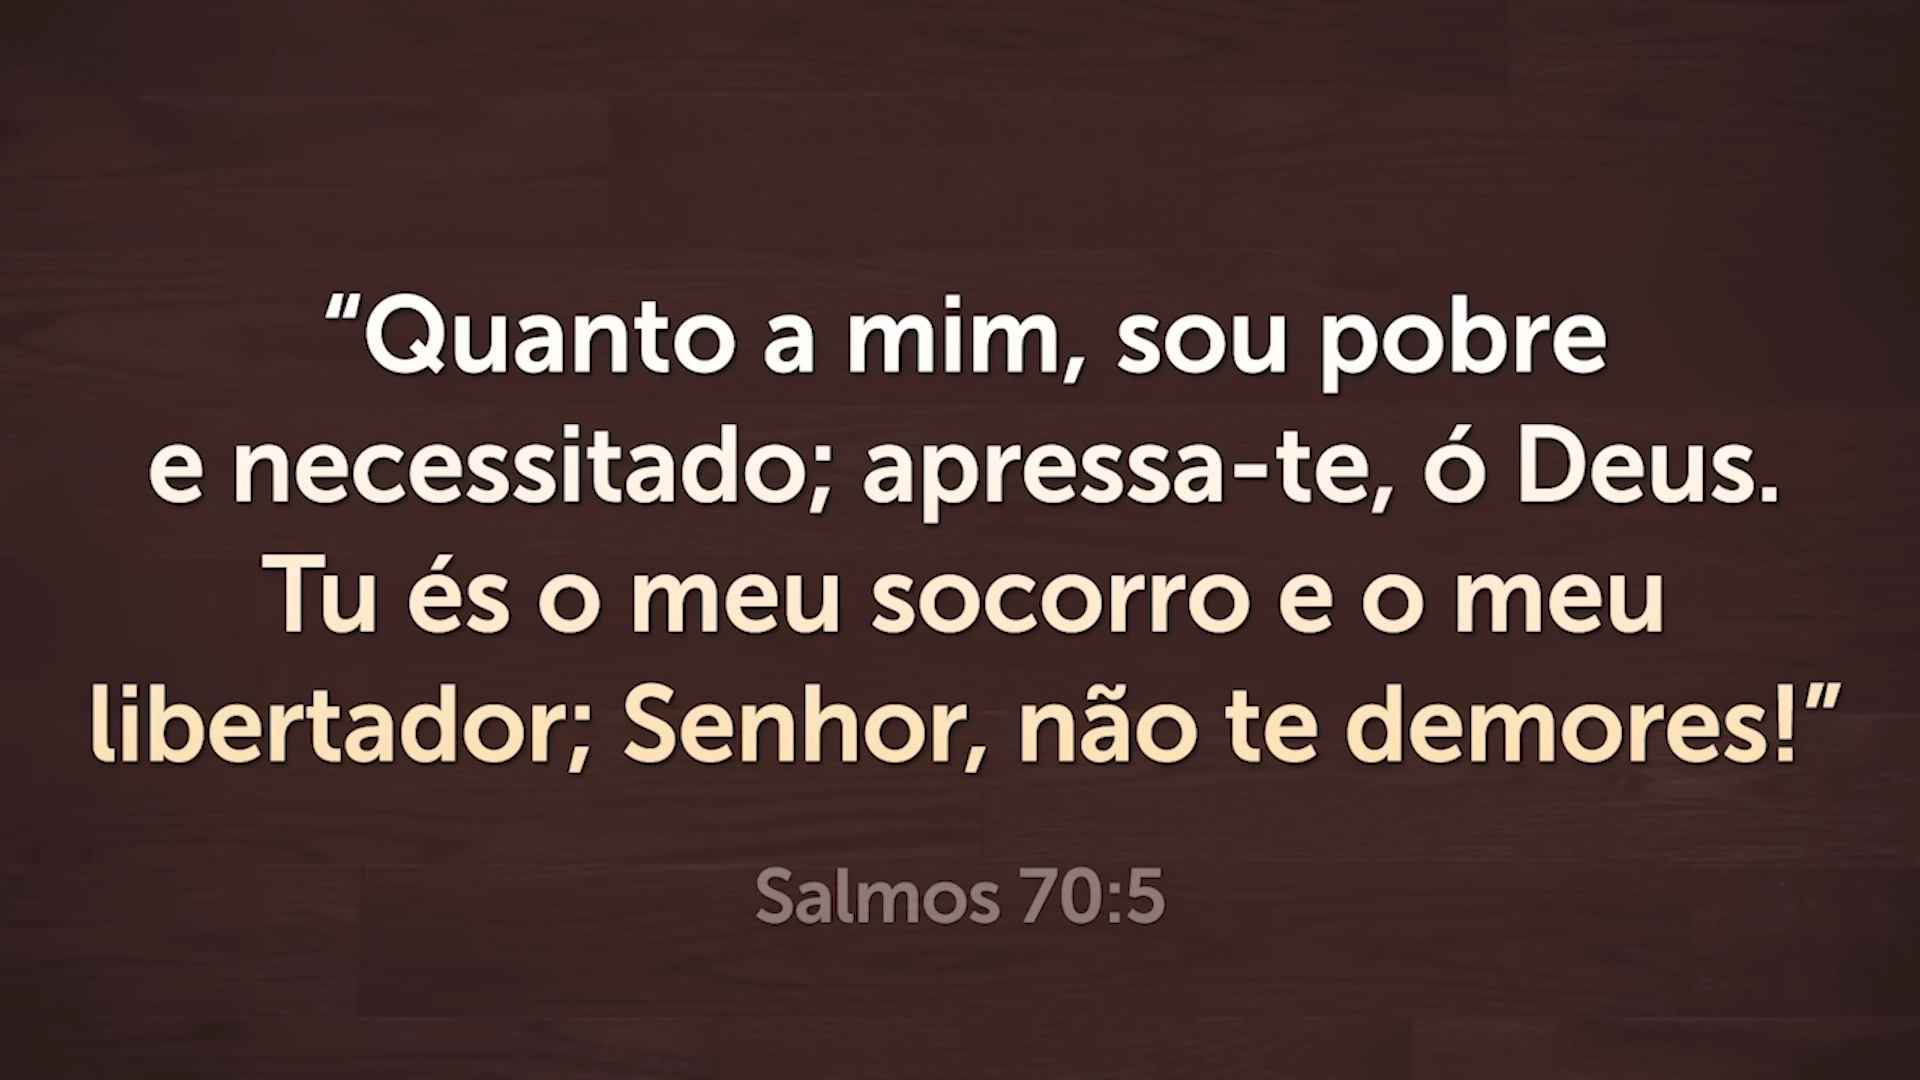 “Quanto a mim, sou pobre
e necessitado; apressa-te, ó Deus.
Tu és o meu socorro e o meu
libertador; Senhor, não te demores!”
Salmos 70:5